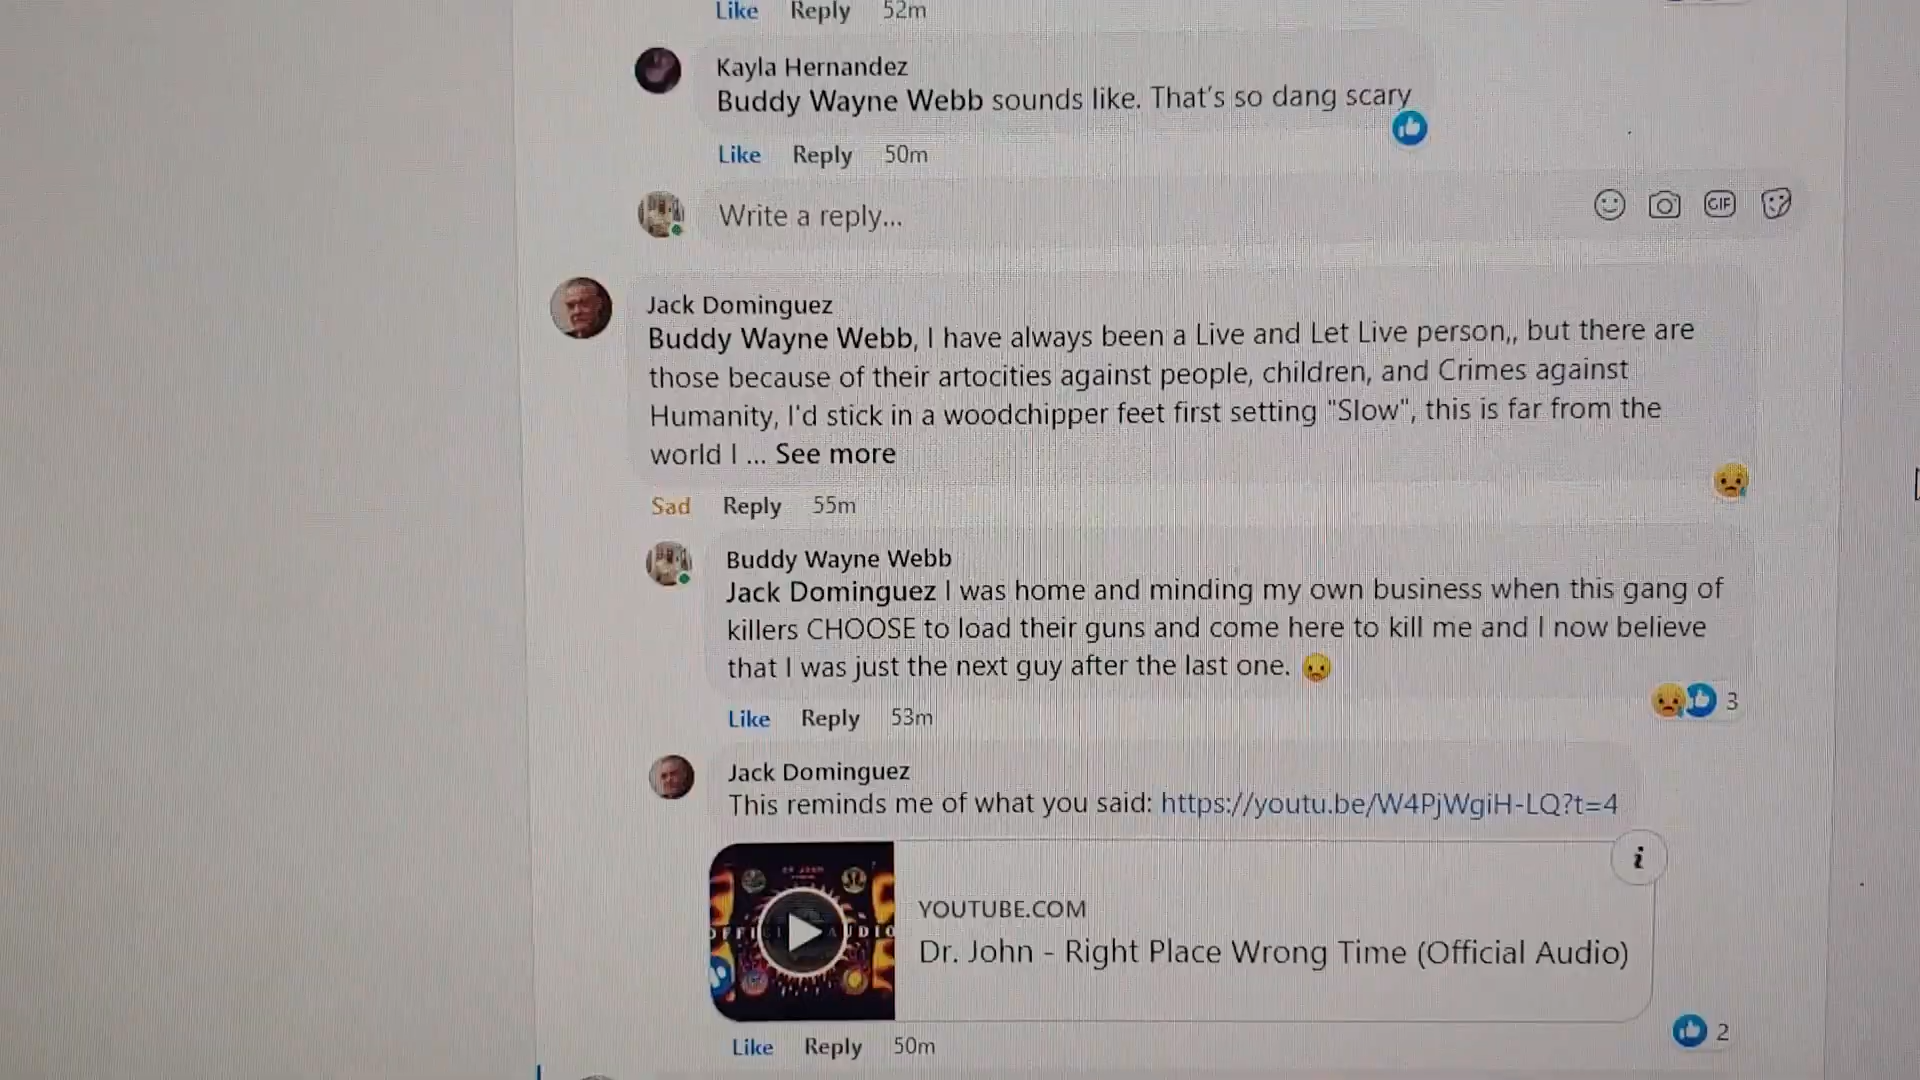 Like Reply 52m
Kayla Hernandez
Buddy Wayne Webb sounds like. That's so dang scary
Like Reply 50m
Write a reply...
GIF
Jack Dominguez
Buddy Wayne Webb, I have always been a Live and Let Live person,, but there are
those because of their artocities against people, children, and Crimes against
Humanity, I'd stick in a woodchipper feet first setting "Slow", this is far from the
world I ... See more
Sad Reply 55m
Buddy Wayne Webb
Jack Dominguez I was home and minding my own business when this gang of
killers CHOOSE to load their guns and come here to kill me and I now believe
that I was just the next guy after the last one.
3
Like Reply 53m
Jack Dominguez
This reminds me of what you said: https://youtu.be/W4PjWgiH-LQ?t=4
i
YOUTUBE.COM
Dr. John - Right Place Wrong Time (Official Audio)
2
Like Reply 50m